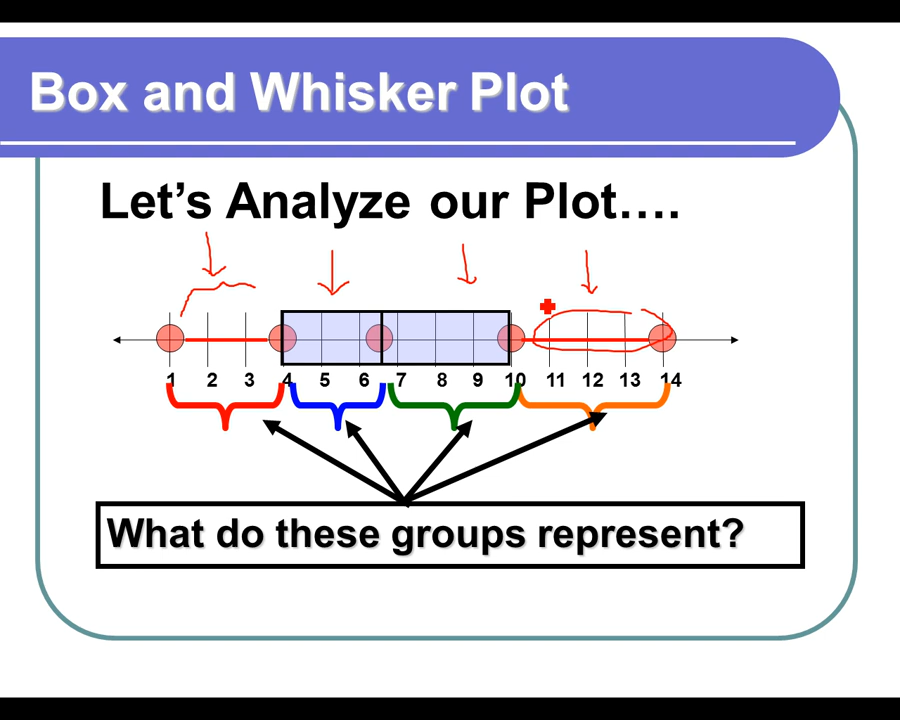 Box and Whisker Plot
Let's Analyze our Plot....
1 2 3 4 5 6 7 8 9 10 11 12 13 14
What do these groups represent?